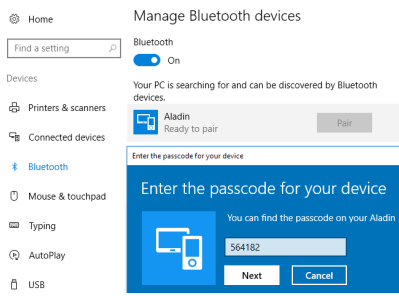 Home
Find a setting
Devices
Printers & scanners
Connected devices
Bluetooth
Mouse & touchpad
Typing
AutoPlay
USB
Manage Bluetooth devices
Bluetooth
On
Your PC is searching for and can be discovered by Bluetooth
devices.
Aladin
Ready to pair
Pair
Enter the passcode for your device
Enter the passcode for your device
You can find the passcode on your Aladin
564182
Next
Cancel